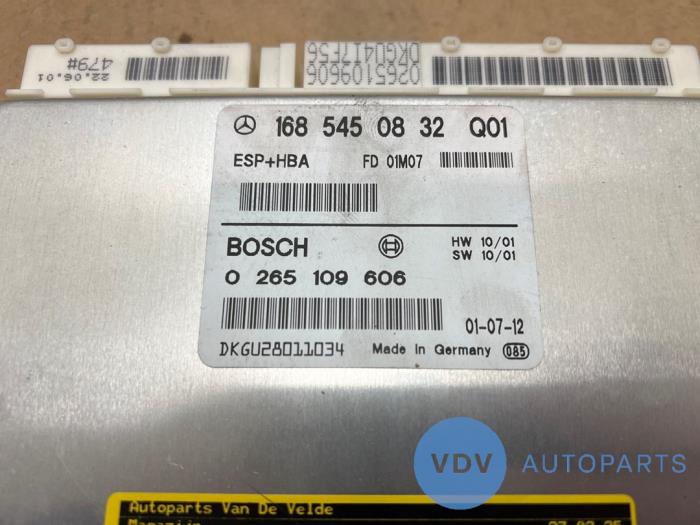 22.06.01
479#
0265109606
DKGU417F56
168 545 08 32 Q01
ESP+HBA FD 01M07
BOSCH HW 10/01
SW 10/01
0 265 109 606
01-07-12
DKGU28011034 Made in Germany 085
VDV AUTOPARTS
Autoparts Van De Velde